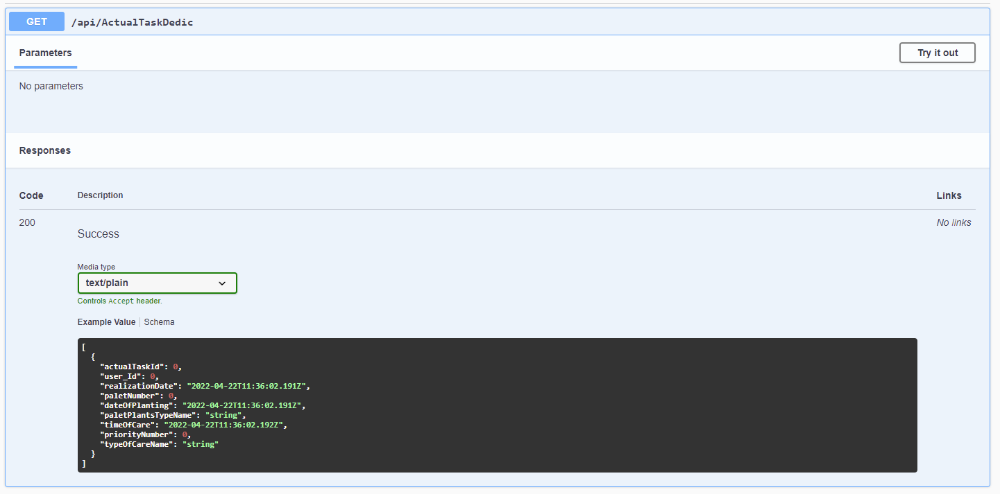 GET /api/ActualTaskDedic
Parameters
Try it out
No parameters
Responses
Code Description Links
200 No links
Success
Media type
text/plain
Controls Accept header.
Example Value Schema
[
{
"actualTaskId": 0,
"user_Id": 0,
"realizationDate": "2022-04-22T11:36:02.191Z",
"paletNumber": 0,
"dateOfPlanting": "2022-04-22T11:36:02.191Z",
"paletPlantsTypeName": "string",
"timeOfCare": "2022-04-22T11:36:02.192Z",
"priorityNumber": 0,
"typeOfCareName": "string"
}
]